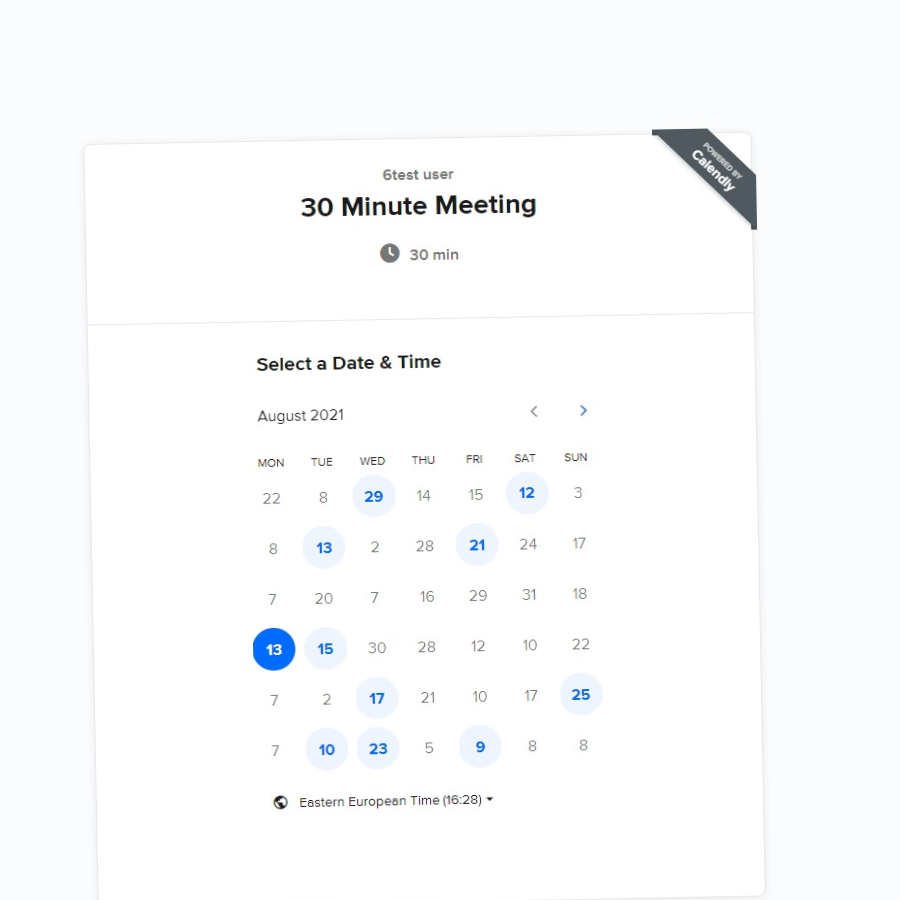 POWERED BY
Calendly
6test user
30 Minute Meeting
30 min
Select a Date & Time
August 2021
MON TUE WED THU FRI SAT SUN
22 8 29 14 15 12 3
8 13 2 28 21 24 17
7 20 7 16 29 31 18
13 15 30 28 12 10 22
7 2 17 21 10 17 25
7 10 23 5 9 8 8
Eastern European Time (16:28)